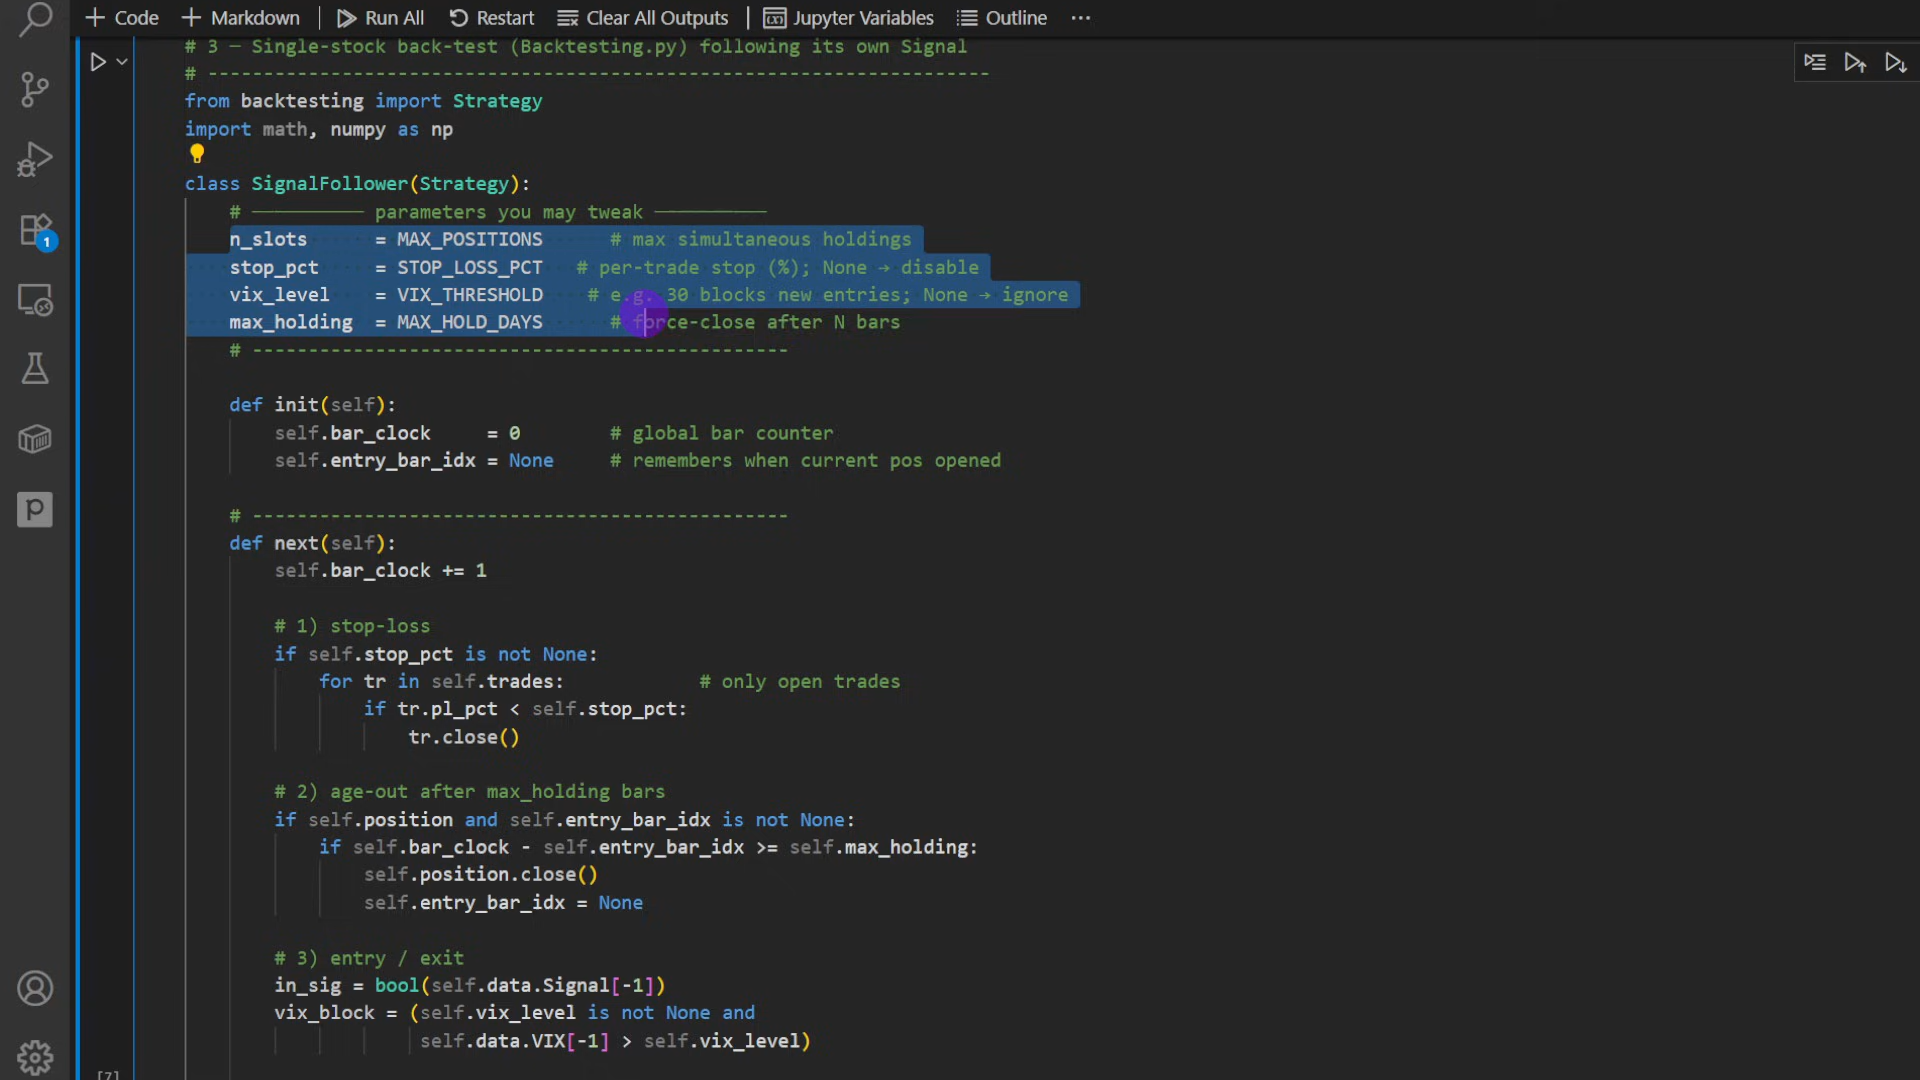 Code Markdown Run All Restart Clear All Outputs Jupyter Variables Outline ...
# 3 — Single-stock back-test (Backtesting.py) following its own Signal
# ----------------------------------------------------------------------
from backtesting import Strategy
import math, numpy as np
class SignalFollower(Strategy):
# ────────── parameters you may tweak ──────────
n_slots      = MAX_POSITIONS      # max simultaneous holdings
stop_pct     = STOP_LOSS_PCT   # per-trade stop (%); None → disable
vix_level    = VIX_THRESHOLD    # e.g. 30 blocks new entries; None → ignore
max_holding  = MAX_HOLD_DAYS      # force-close after N bars
# ------------------------------------------------
def init(self):
self.bar_clock     = 0        # global bar counter
self.entry_bar_idx = None     # remembers when current pos opened
# ------------------------------------------------
def next(self):
self.bar_clock += 1
# 1) stop-loss
if self.stop_pct is not None:
for tr in self.trades:            # only open trades
if tr.pl_pct < self.stop_pct:
tr.close()
# 2) age-out after max_holding bars
if self.position and self.entry_bar_idx is not None:
if self.bar_clock - self.entry_bar_idx >= self.max_holding:
self.position.close()
self.entry_bar_idx = None
# 3) entry / exit
in_sig = bool(self.data.Signal[-1])
vix_block = (self.vix_level is not None and
self.data.VIX[-1] > self.vix_level)
[7]
1